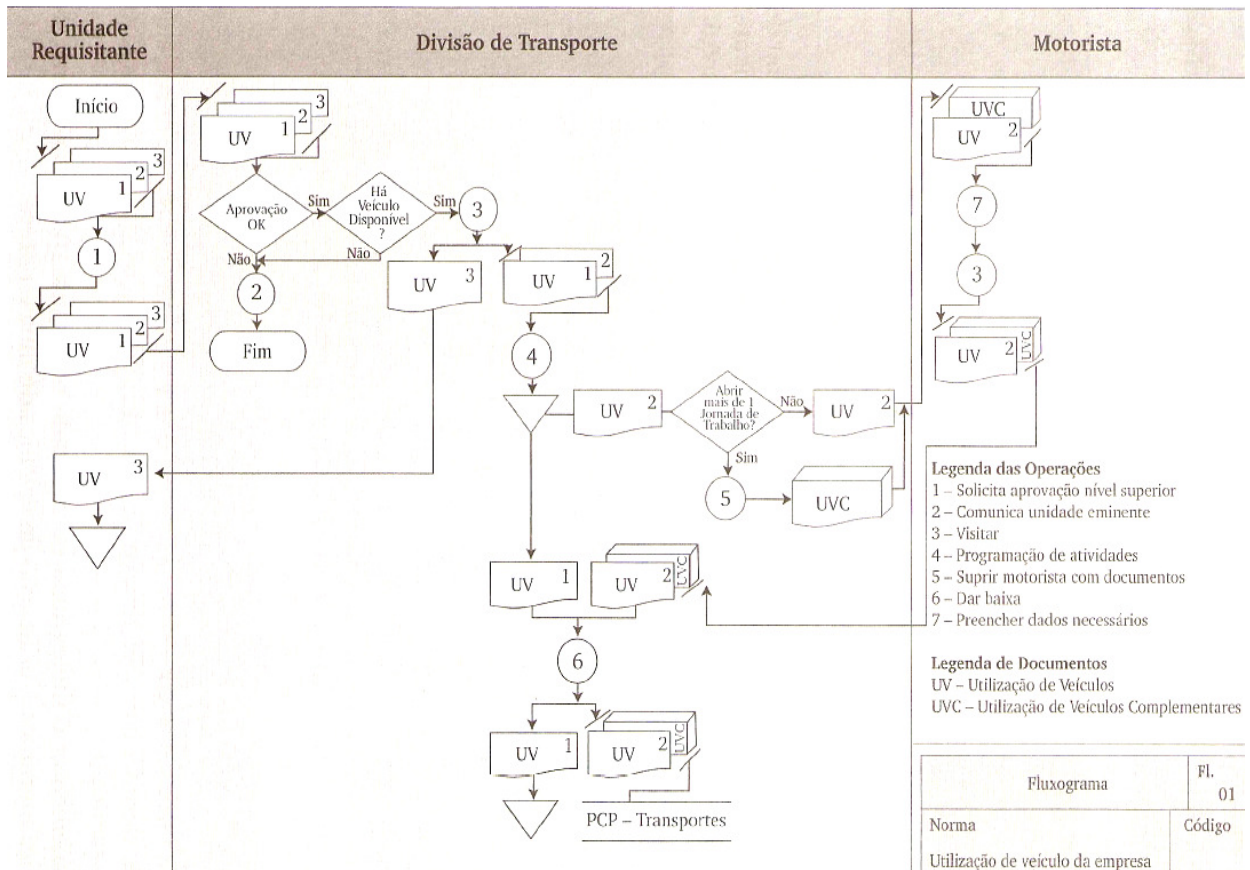 Unidade
Requisitante
Divisão de Transporte
Motorista
Início
3
2
UV 1
1
3
2
UV 1
UV 3
3
2
UV 1
Aprovação
OK
Sim
Há
Veículo
Disponível
?
Sim
3
Não
Não
2
Fim
UV 3
2
UV 1
4
UV 2
Abrir
mais de 1
Jornada de
Trabalho?
Não
UV 2
Sim
5
UVC
UV 1
UV 2
UVC
6
UV 1
UV 2
UVC
PCP – Transportes
UVC
UV 2
7
3
UV 2
UVC
Legenda das Operações
1 – Solicita aprovação nível superior
2 – Comunica unidade eminente
3 – Visitar
4 – Programação de atividades
5 – Suprir motorista com documentos
6 – Dar baixa
7 – Preencher dados necessários
Legenda de Documentos
UV – Utilização de Veículos
UVC – Utilização de Veículos Complementares
Fluxograma
Fl.
01
Norma
Código
Utilização de veículo da empresa